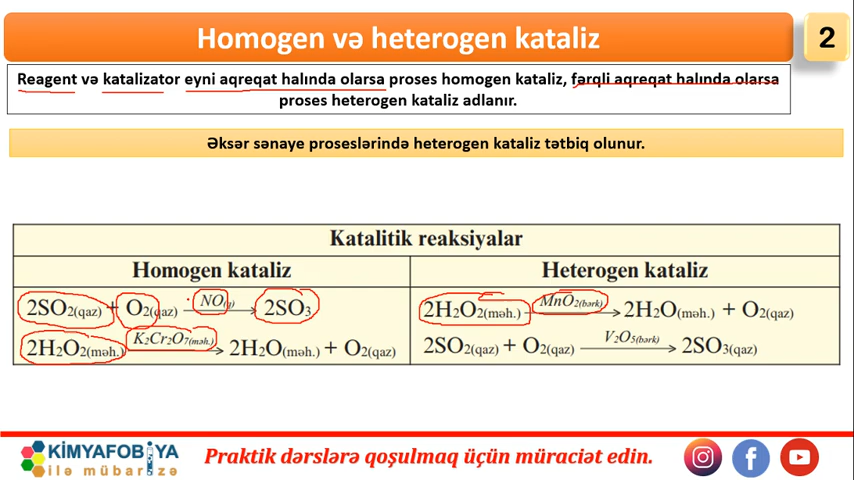 Homogen və heterogen kataliz
2
Reagent və katalizator eyni aqreqat halında olarsa proses homogen kataliz, fərqli aqreqat halında olarsa
proses heterogen kataliz adlanır.
Əksər sənaye proseslərində heterogen kataliz tətbiq olunur.
Katalitik reaksiyalar
Homogen kataliz
Heterogen kataliz
2SO₂(qaz) + O₂(qaz) NO(q) → 2SO₃
2H₂O₂(məh.) MnO₂(bərk) → 2H₂O(məh.) + O₂(qaz)
2H₂O₂(məh.) K₂Cr₂O₇(məh.) → 2H₂O(məh.) + O₂(qaz)
2SO₂(qaz) + O₂(qaz) V₂O₅(bərk) → 2SO₃(qaz)
KİMYAFOBİYA
ilə mübarizə
Praktik dərslərə qoşulmaq üçün müraciət edin.